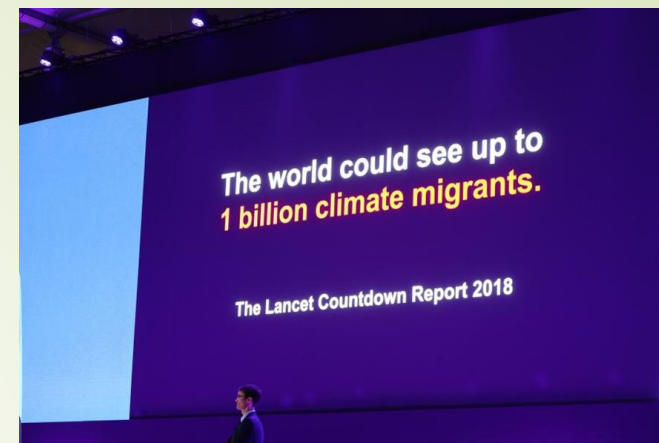 The world could see up to
1 billion climate migrants.
The Lancet Countdown Report 2018